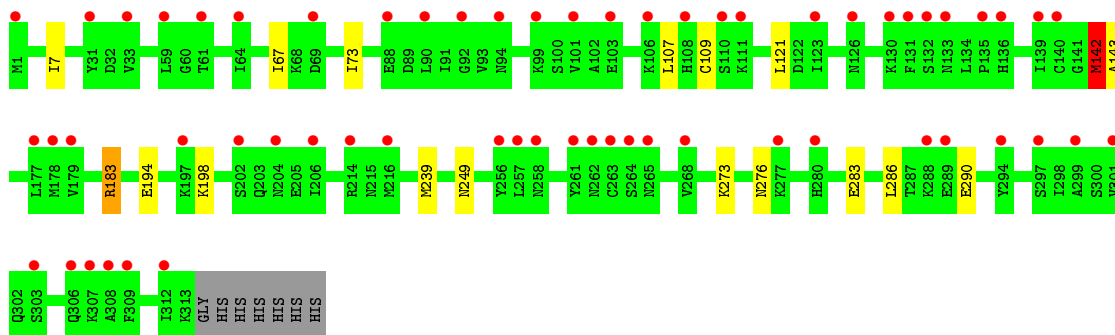 M1 I7 Y31 D32 V33 L59 G60 T61 I64 I67 K68 D69 I73 E88 D89 L90 I91 G92 V93 N94 K99 S100 V101 A102 E103 K106 L107 H108 C109 S110 K111 L121 D122 I123 N126 K130 F131 S132 N133 L134 P135 H136 I139 C140 G141 M142 A143
L177 M178 V179 R183 E194 K197 K198 S202 Q203 N204 E205 I206 R214 N215 M216 M239 N249 Y256 L257 N258 Y261 N262 C263 S264 N265 V268 K273 N276 K277 H280 E283 L286 T287 K288 E289 E290 Y294 S297 I298 A299 S300
Q302 S303 Q306 K307 A308 F309 I312 K313 GLY HIS HIS HIS HIS HIS HIS